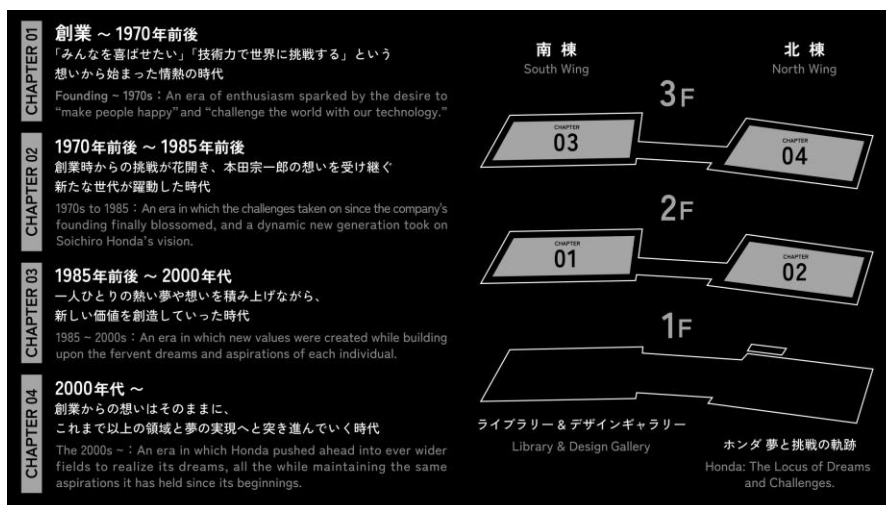 CHAPTER 01
創業 ~ 1970年前後
「みんなを喜ばせたい」「技術力で世界に挑戦する」という
想いから始まった情熱の時代
Founding ~ 1970s : An era of enthusiasm sparked by the desire to
“make people happy” and “challenge the world with our technology.”
CHAPTER 02
1970年前後 ~ 1985年前後
創業時からの挑戦が花開き、本田宗一郎の想いを受け継ぐ
新たな世代が躍動した時代
1970s to 1985 : An era in which the challenges taken on since the company's
founding finally blossomed, and a dynamic new generation took on
Soichiro Honda's vision.
CHAPTER 03
1985年前後 ~ 2000年代
一人ひとりの熱い夢や想いを積み上げながら、
新しい価値を創造していった時代
1985 ~ 2000s : An era in which new values were created while building
upon the fervent dreams and aspirations of each individual.
CHAPTER 04
2000年代 ~
創業からの想いはそのままに、
これまで以上の領域と夢の実現へと突き進んでいく時代
The 2000s ~ : An era in which Honda pushed ahead into ever wider
fields to realize its dreams, all the while maintaining the same
aspirations it has held since its beginnings.
南棟
South Wing
北棟
North Wing
3F
CHAPTER
03
CHAPTER
04
2F
CHAPTER
01
CHAPTER
02
1F
ライブラリー & デザインギャラリー
Library & Design Gallery
ホンダ 夢と挑戦の軌跡
Honda: The Locus of Dreams
and Challenges.